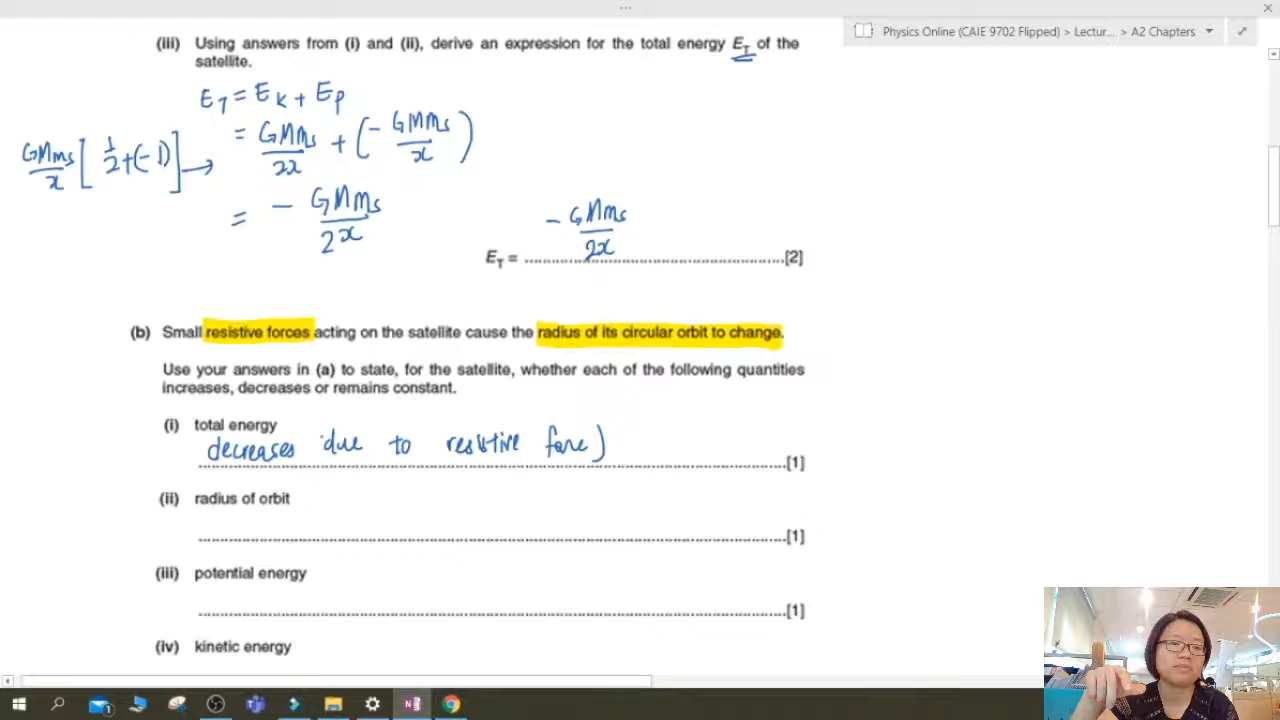 Physics Online (CAIE 9702 Flipped) > Lectur... > A2 Chapters
(iii) Using answers from (i) and (ii), derive an expression for the total energy E_T of the
satellite.
E_T = E_K + E_P
= GMm_s/2x + (- GMm_s/x)
GMm_s/x [ 1/2 + (-1) ] →
= - GMm_s/2x
- GMm_s/2x
E_T = ............................................................[2]
(b) Small resistive forces acting on the satellite cause the radius of its circular orbit to change.
Use your answers in (a) to state, for the satellite, whether each of the following quantities
increases, decreases or remains constant.
(i) total energy
decreases due to resistive force)
............................................................[1]
(ii) radius of orbit
............................................................[1]
(iii) potential energy
............................................................[1]
(iv) kinetic energy